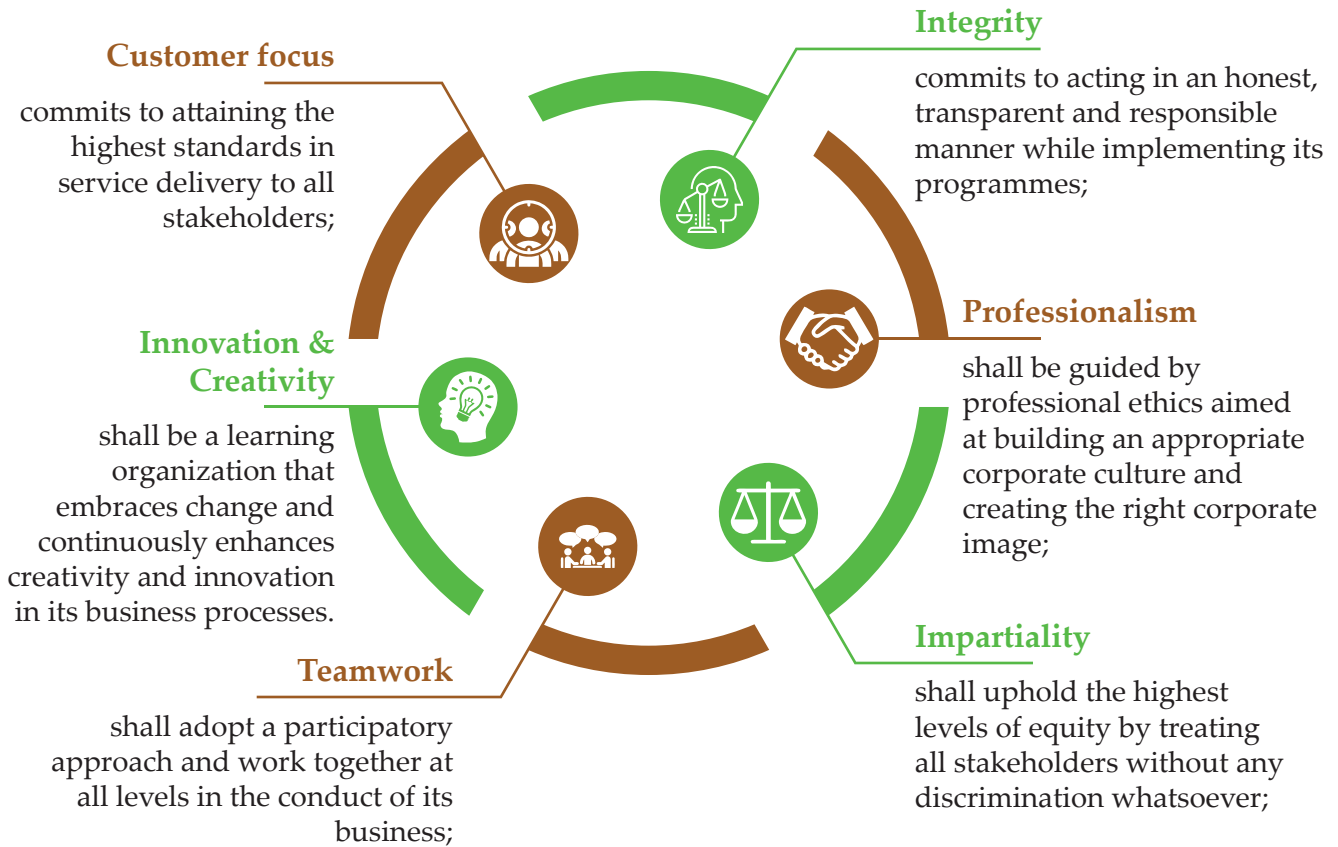 Customer focus
commits to attaining the
highest standards in
service delivery to all
stakeholders;
Integrity
commits to acting in an honest,
transparent and responsible
manner while implementing its
programmes;
Professionalism
shall be guided by
professional ethics aimed
at building an appropriate
corporate culture and
creating the right corporate
image;
Impartiality
shall uphold the highest
levels of equity by treating
all stakeholders without any
discrimination whatsoever;
Teamwork
shall adopt a participatory
approach and work together at
all levels in the conduct of its
business;
Innovation &
Creativity
shall be a learning
organization that
embraces change and
continuously enhances
creativity and innovation
in its business processes.